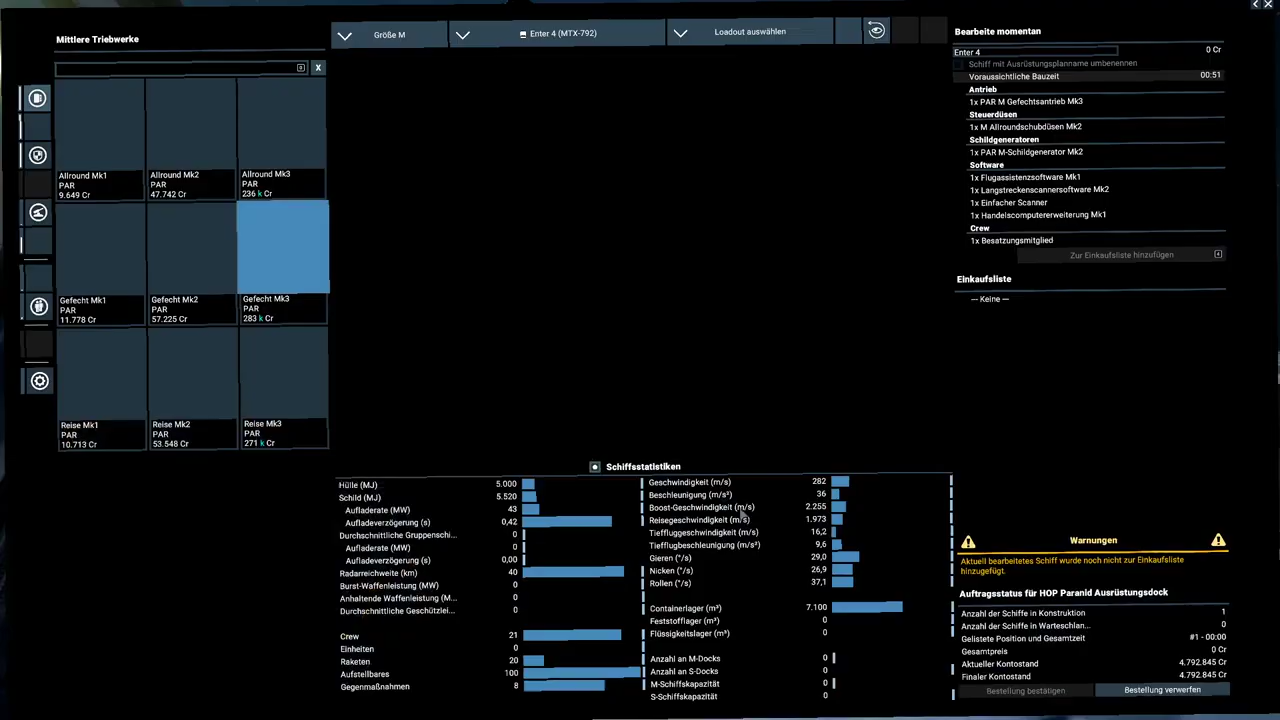 Mittlere Triebwerke
X
Allround Mk1
PAR
9.649 Cr
Allround Mk2
PAR
47.742 Cr
Allround Mk3
PAR
236 k Cr
Gefecht Mk1
PAR
11.778 Cr
Gefecht Mk2
PAR
57.225 Cr
Gefecht Mk3
PAR
283 k Cr
Reise Mk1
PAR
10.713 Cr
Reise Mk2
PAR
53.548 Cr
Reise Mk3
PAR
271 k Cr
Größe M
Enter 4 (MTX-792)
Loadout auswählen
Schiffsstatistiken
Hülle (MJ) 5.000
Schild (MJ) 5.520
Aufladerate (MW) 43
Aufladeverzögerung (s) 0,42
Durchschnittliche Gruppenschi... 0
Aufladerate (MW) 0
Aufladeverzögerung (s) 0,00
Radarreichweite (km) 40
Burst-Waffenleistung (MW) 0
Anhaltende Waffenleistung (M... 0
Durchschnittliche Geschützlei... 0
Crew 21
Einheiten 0
Raketen 20
Aufstellbares 100
Gegenmaßnahmen 8
Geschwindigkeit (m/s) 282
Beschleunigung (m/s²) 36
Boost-Geschwindigkeit (m/s) 2.255
Reisegeschwindigkeit (m/s) 1.973
Tieffluggeschwindigkeit (m/s) 16,2
Tiefflugbeschleunigung (m/s²) 9,6
Gieren (°/s) 29,0
Nicken (°/s) 26,9
Rollen (°/s) 37,1
Containerlager (m³) 7.100
Feststofflager (m³) 0
Flüssigkeitslager (m³) 0
Anzahl an M-Docks 0
Anzahl an S-Docks 0
M-Schiffskapazität 0
S-Schiffskapazität 0
Bearbeite momentan
Enter 4 0 Cr
Schiff mit Ausrüstungsplanname umbenennen
Voraussichtliche Bauzeit 00:51
Antrieb
1x PAR M Gefechtsantrieb Mk3
Steuerdüsen
1x M Allroundschubdüsen Mk2
Schildgeneratoren
1x PAR M-Schildgenerator Mk2
Software
1x Flugassistenzsoftware Mk1
1x Langstreckenscannersoftware Mk2
1x Einfacher Scanner
1x Handelscomputererweiterung Mk1
Crew
1x Besatzungsmitglied
Zur Einkaufsliste hinzufügen
Einkaufsliste
--- Keine ---
Warnungen
Aktuell bearbeitetes Schiff wurde noch nicht zur Einkaufsliste
hinzugefügt.
Auftragsstatus für HOP Paranid Ausrüstungsdock
Anzahl der Schiffe in Konstruktion 1
Anzahl der Schiffe in Warteschlan... 0
Gelistete Position und Gesamtzeit #1 - 00:00
Gesamtpreis 0 Cr
Aktueller Kontostand 4.792.845 Cr
Finaler Kontostand 4.792.845 Cr
Bestellung bestätigen
Bestellung verwerfen